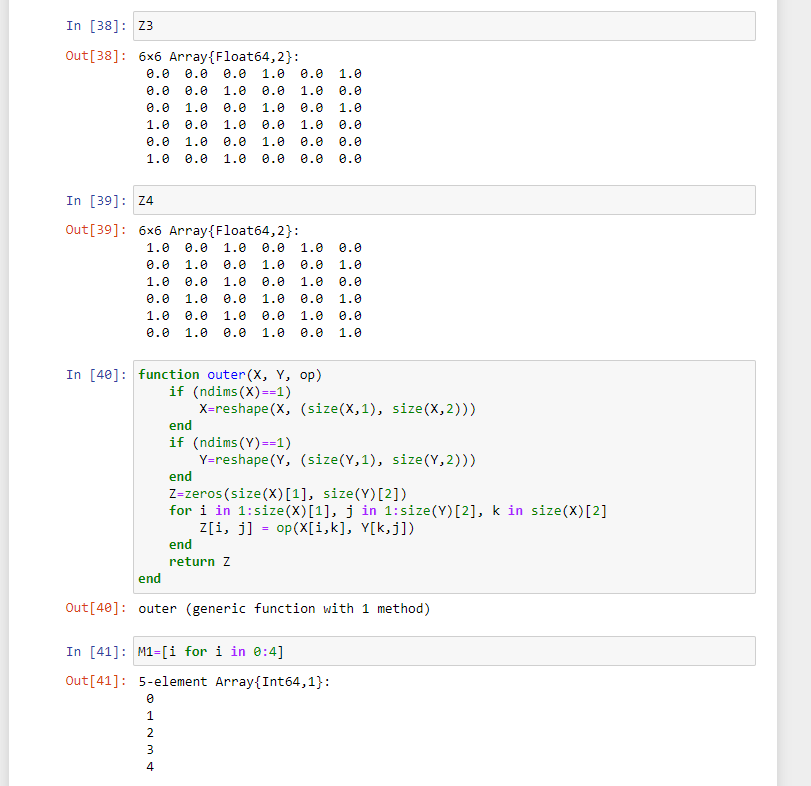 In [38]: Z3
Out[38]: 6×6 Array{Float64,2}:
0.0 0.0 0.0 1.0 0.0 1.0
0.0 0.0 1.0 0.0 1.0 0.0
0.0 1.0 0.0 1.0 0.0 1.0
1.0 0.0 1.0 0.0 1.0 0.0
0.0 1.0 0.0 1.0 0.0 0.0
1.0 0.0 1.0 0.0 0.0 0.0
In [39]: Z4
Out[39]: 6×6 Array{Float64,2}:
1.0 0.0 1.0 0.0 1.0 0.0
0.0 1.0 0.0 1.0 0.0 1.0
1.0 0.0 1.0 0.0 1.0 0.0
0.0 1.0 0.0 1.0 0.0 1.0
1.0 0.0 1.0 0.0 1.0 0.0
0.0 1.0 0.0 1.0 0.0 1.0
In [40]: function outer(X, Y, op)
if (ndims(X)==1)
X=reshape(X, (size(X,1), size(X,2)))
end
if (ndims(Y)==1)
Y=reshape(Y, (size(Y,1), size(Y,2)))
end
Z=zeros(size(X)[1], size(Y)[2])
for i in 1:size(X)[1], j in 1:size(Y)[2], k in size(X)[2]
Z[i, j] = op(X[i,k], Y[k,j])
end
return Z
end
Out[40]: outer (generic function with 1 method)
In [41]: M1=[i for i in 0:4]
Out[41]: 5-element Array{Int64,1}:
0
1
2
3
4